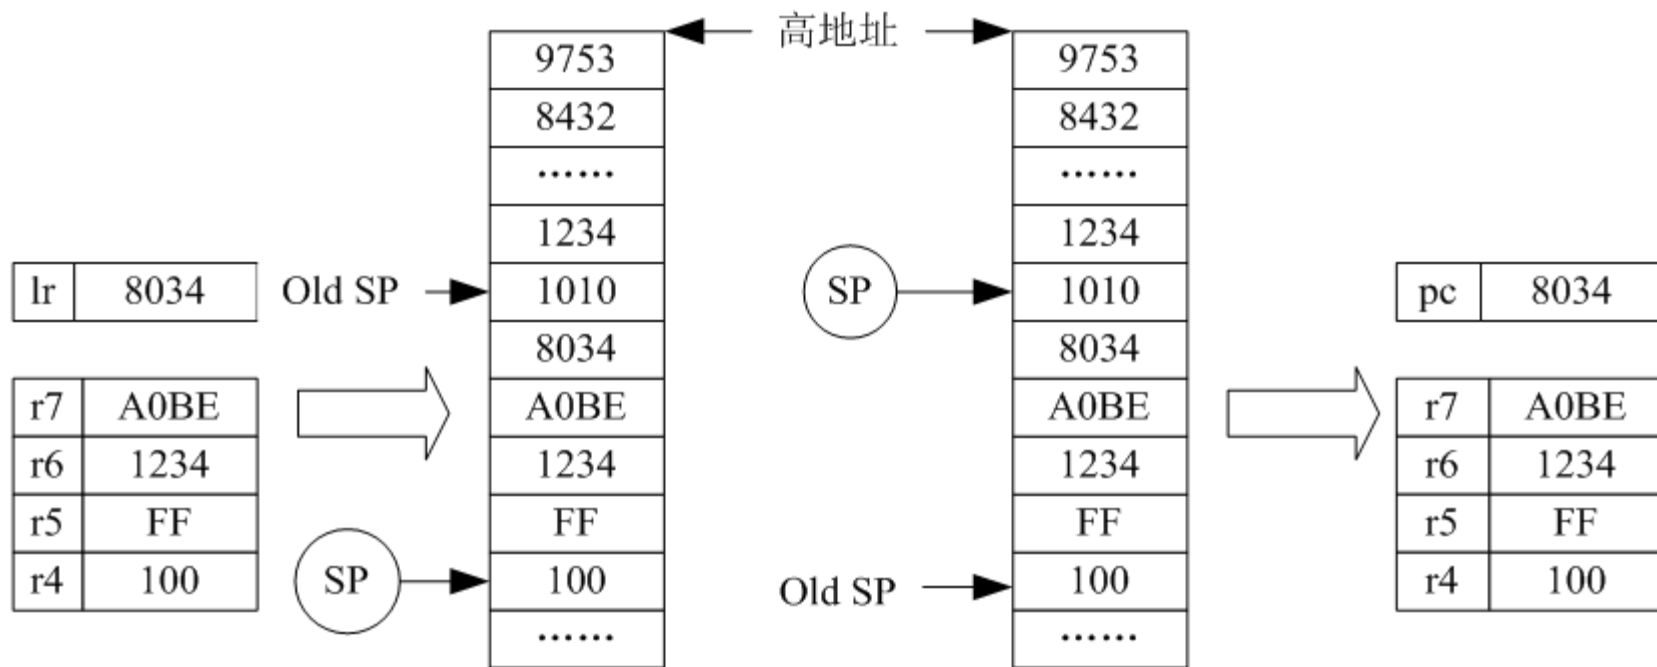 高地址
9753 9753
8432 8432
…… ……
1234 1234
lr 8034 Old SP 1010 SP 1010 pc 8034
8034 8034
r7 A0BE A0BE A0BE r7 A0BE
r6 1234 1234 1234 r6 1234
r5 FF FF FF r5 FF
r4 100 SP 100 Old SP 100 r4 100
…… ……